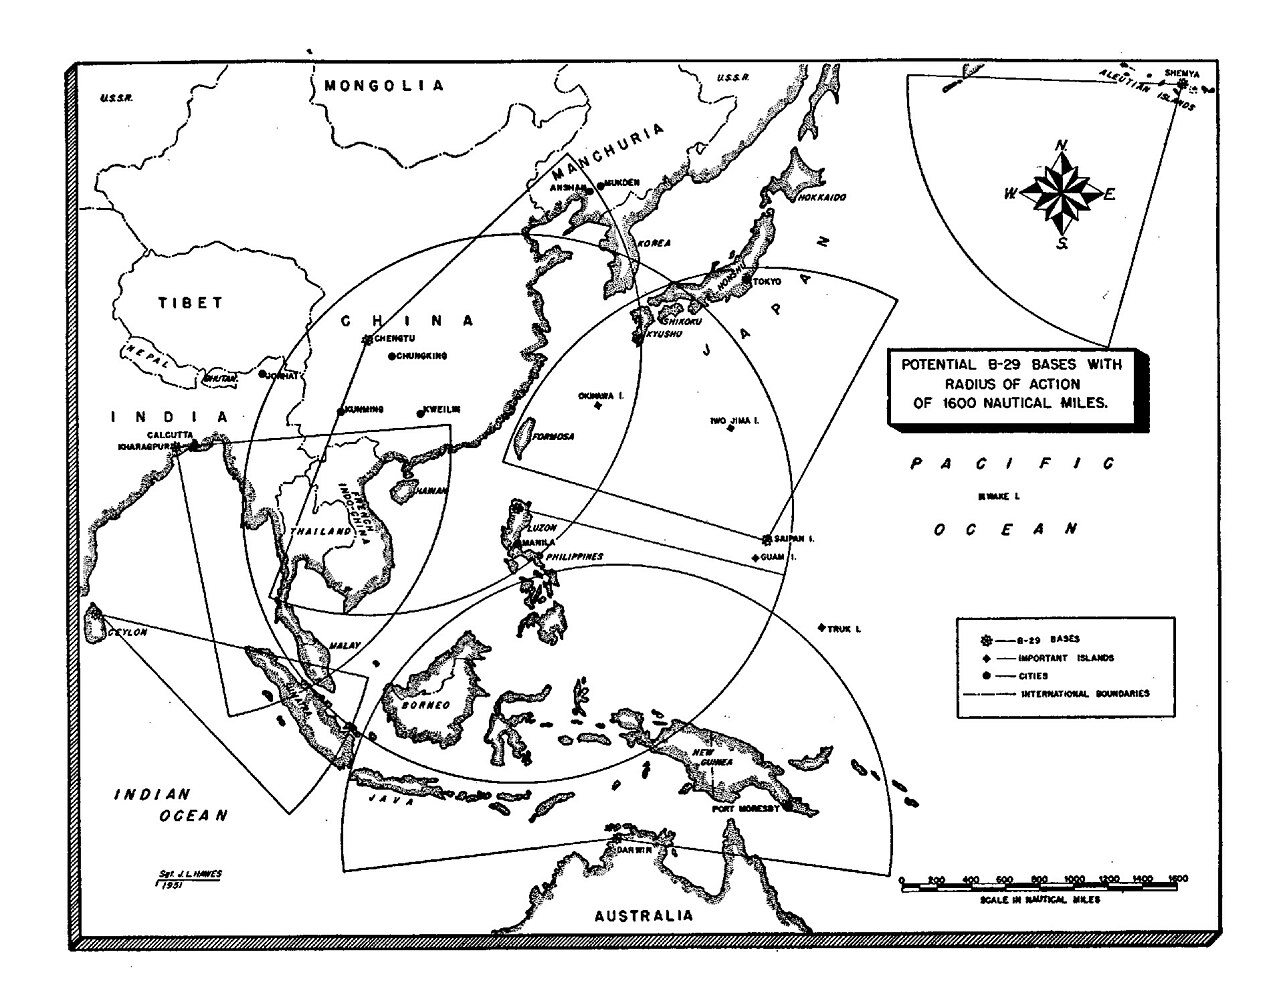 MONGOLIA
U.S.S.R.
U.S.S.R.
SHEMYA
ALEUTIAN ISLANDS
MANCHURIA
ANSHAN
MUKDEN
HOKKAIDO
N.
W.
E.
S.
KOREA
TIBET
HONSHU
TOKYO
JAPAN
CHINA
SHIKOKU
KYUSHU
CHENGTU
CHUNGKING
NEPAL
BHUTAN
JORHAT
POTENTIAL B-29 BASES WITH
RADIUS OF ACTION
OF 1600 NAUTICAL MILES.
OKINAWA I.
KUNMING
KWEILIN
INDIA
IWO JIMA I.
CALCUTTA
KHARAGPUR
FORMOSA
PACIFIC
HAINAN
WAKE I.
FRENCH
INDO-CHINA
THAILAND
LUZON
OCEAN
MANILA
SAIPAN I.
PHILIPPINES
GUAM I.
CEYLON
TRUK I.
MALAY
B-29 BASES
IMPORTANT ISLANDS
CITIES
INTERNATIONAL BOUNDARIES
BORNEO
NEW
GUINEA
INDIAN
OCEAN
JAVA
PORT MORESBY
DARWIN
Sgt. J.L. HAWES
1951
0 200 400 600 800 1000 1200 1400 1600
SCALE IN NAUTICAL MILES
AUSTRALIA